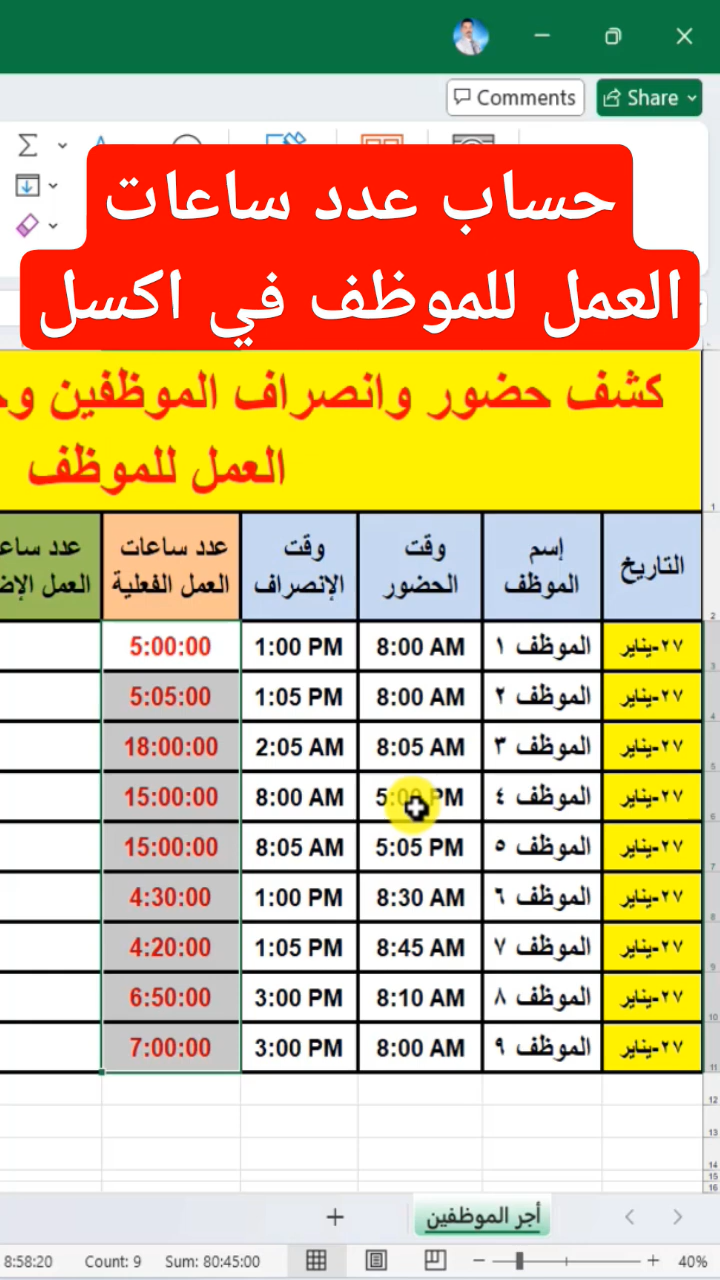 Comments
Share
حساب عدد ساعات
العمل للموظف في اكسل
كشف حضور وانصراف الموظفين
العمل للموظف
التاريخ
إسم الموظف
وقت الحضور
وقت الإنصراف
عدد ساعات العمل الفعلية
عدد
العمل
٢٧-يناير الموظف ١ 8:00 AM 1:00 PM 5:00:00
٢٧-يناير الموظف ٢ 8:00 AM 1:05 PM 5:05:00
٢٧-يناير الموظف ٣ 8:05 AM 2:05 AM 18:00:00
٢٧-يناير الموظف ٤ 5:00 PM 8:00 AM 15:00:00
٢٧-يناير الموظف ٥ 5:05 PM 8:05 AM 15:00:00
٢٧-يناير الموظف ٦ 8:30 AM 1:00 PM 4:30:00
٢٧-يناير الموظف ٧ 8:45 AM 1:05 PM 4:20:00
٢٧-يناير الموظف ٨ 8:10 AM 3:00 PM 6:50:00
٢٧-يناير الموظف ٩ 8:00 AM 3:00 PM 7:00:00
أجر الموظفين
8:58:20 Count: 9 Sum: 80:45:00 40%